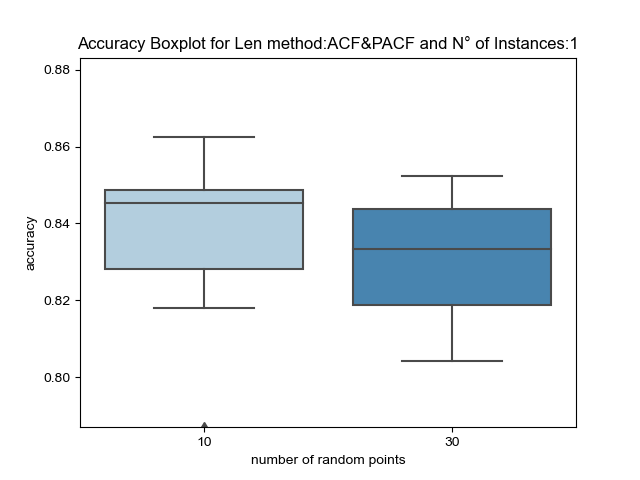 Accuracy Boxplot for Len method:ACF&PACF and N° of Instances:1
0.88
0.86
0.84
0.82
0.80
accuracy
10
30
number of random points